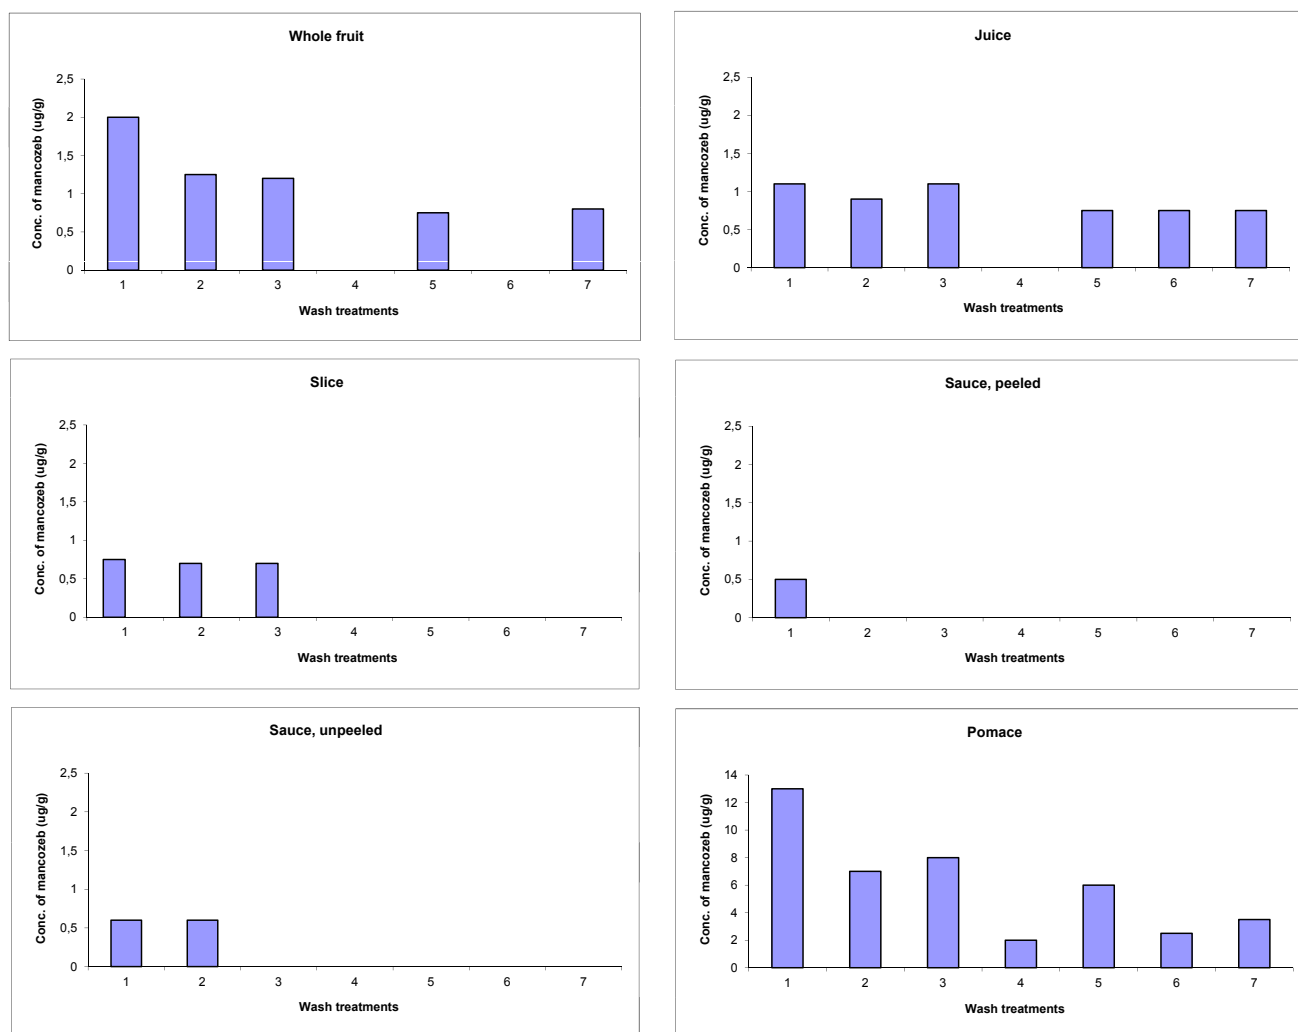 Whole fruit
Conc. of mancozeb (ug/g)
2,5
2
1,5
1
0,5
0
1 2 3 4 5 6 7
Wash treatments
Juice
Conc. of mancozeb (ug/g)
2,5
2
1,5
1
0,5
0
1 2 3 4 5 6 7
Wash treatments
Slice
Conc. of mancozeb (ug/g)
2,5
2
1,5
1
0,5
0
1 2 3 4 5 6 7
Wash treatments
Sauce, peeled
Conc. of mancozeb (ug/g)
2,5
2
1,5
1
0,5
0
1 2 3 4 5 6 7
Wash treatments
Sauce, unpeeled
Conc. of mancozeb (ug/g)
2,5
2
1,5
1
0,5
0
1 2 3 4 5 6 7
Wash treatments
Pomace
Conc. of mancozeb (ug/g)
14
12
10
8
6
4
2
0
1 2 3 4 5 6 7
Wash treatments